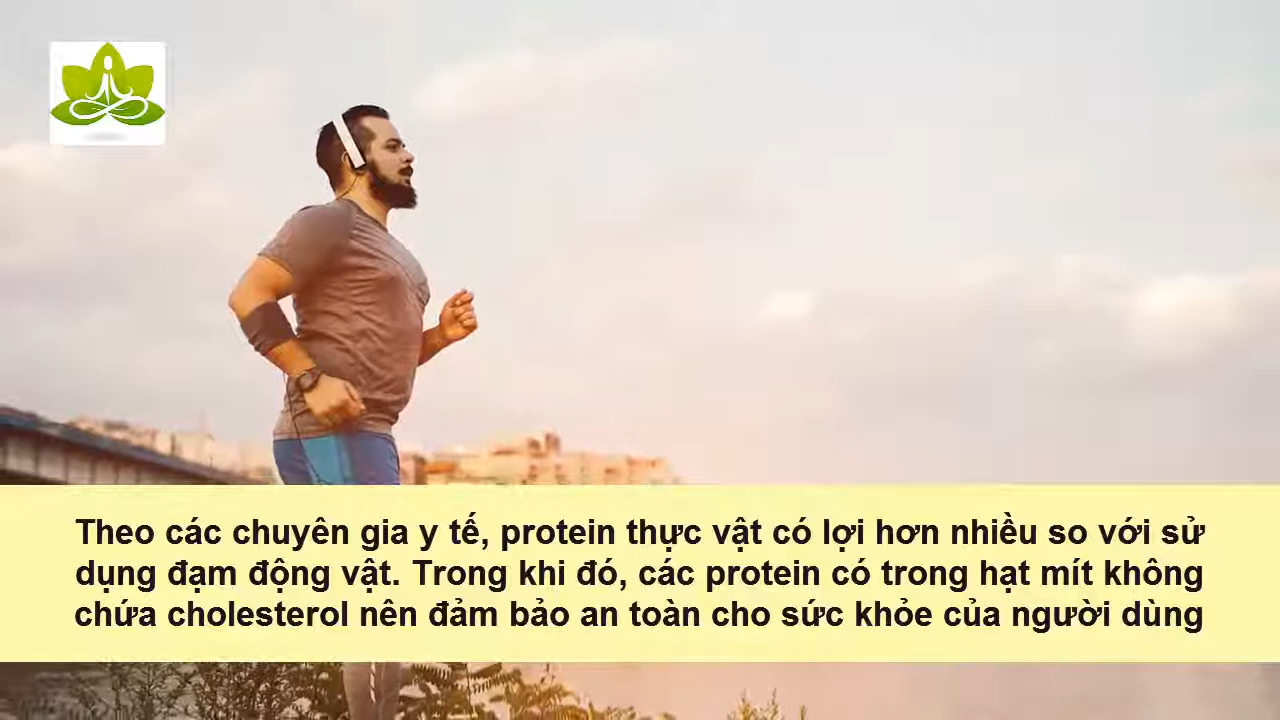 Theo các chuyên gia y tế, protein thực vật có lợi hơn nhiều so với sử
dụng đạm động vật. Trong khi đó, các protein có trong hạt mít không
chứa cholesterol nên đảm bảo an toàn cho sức khỏe của người dùng